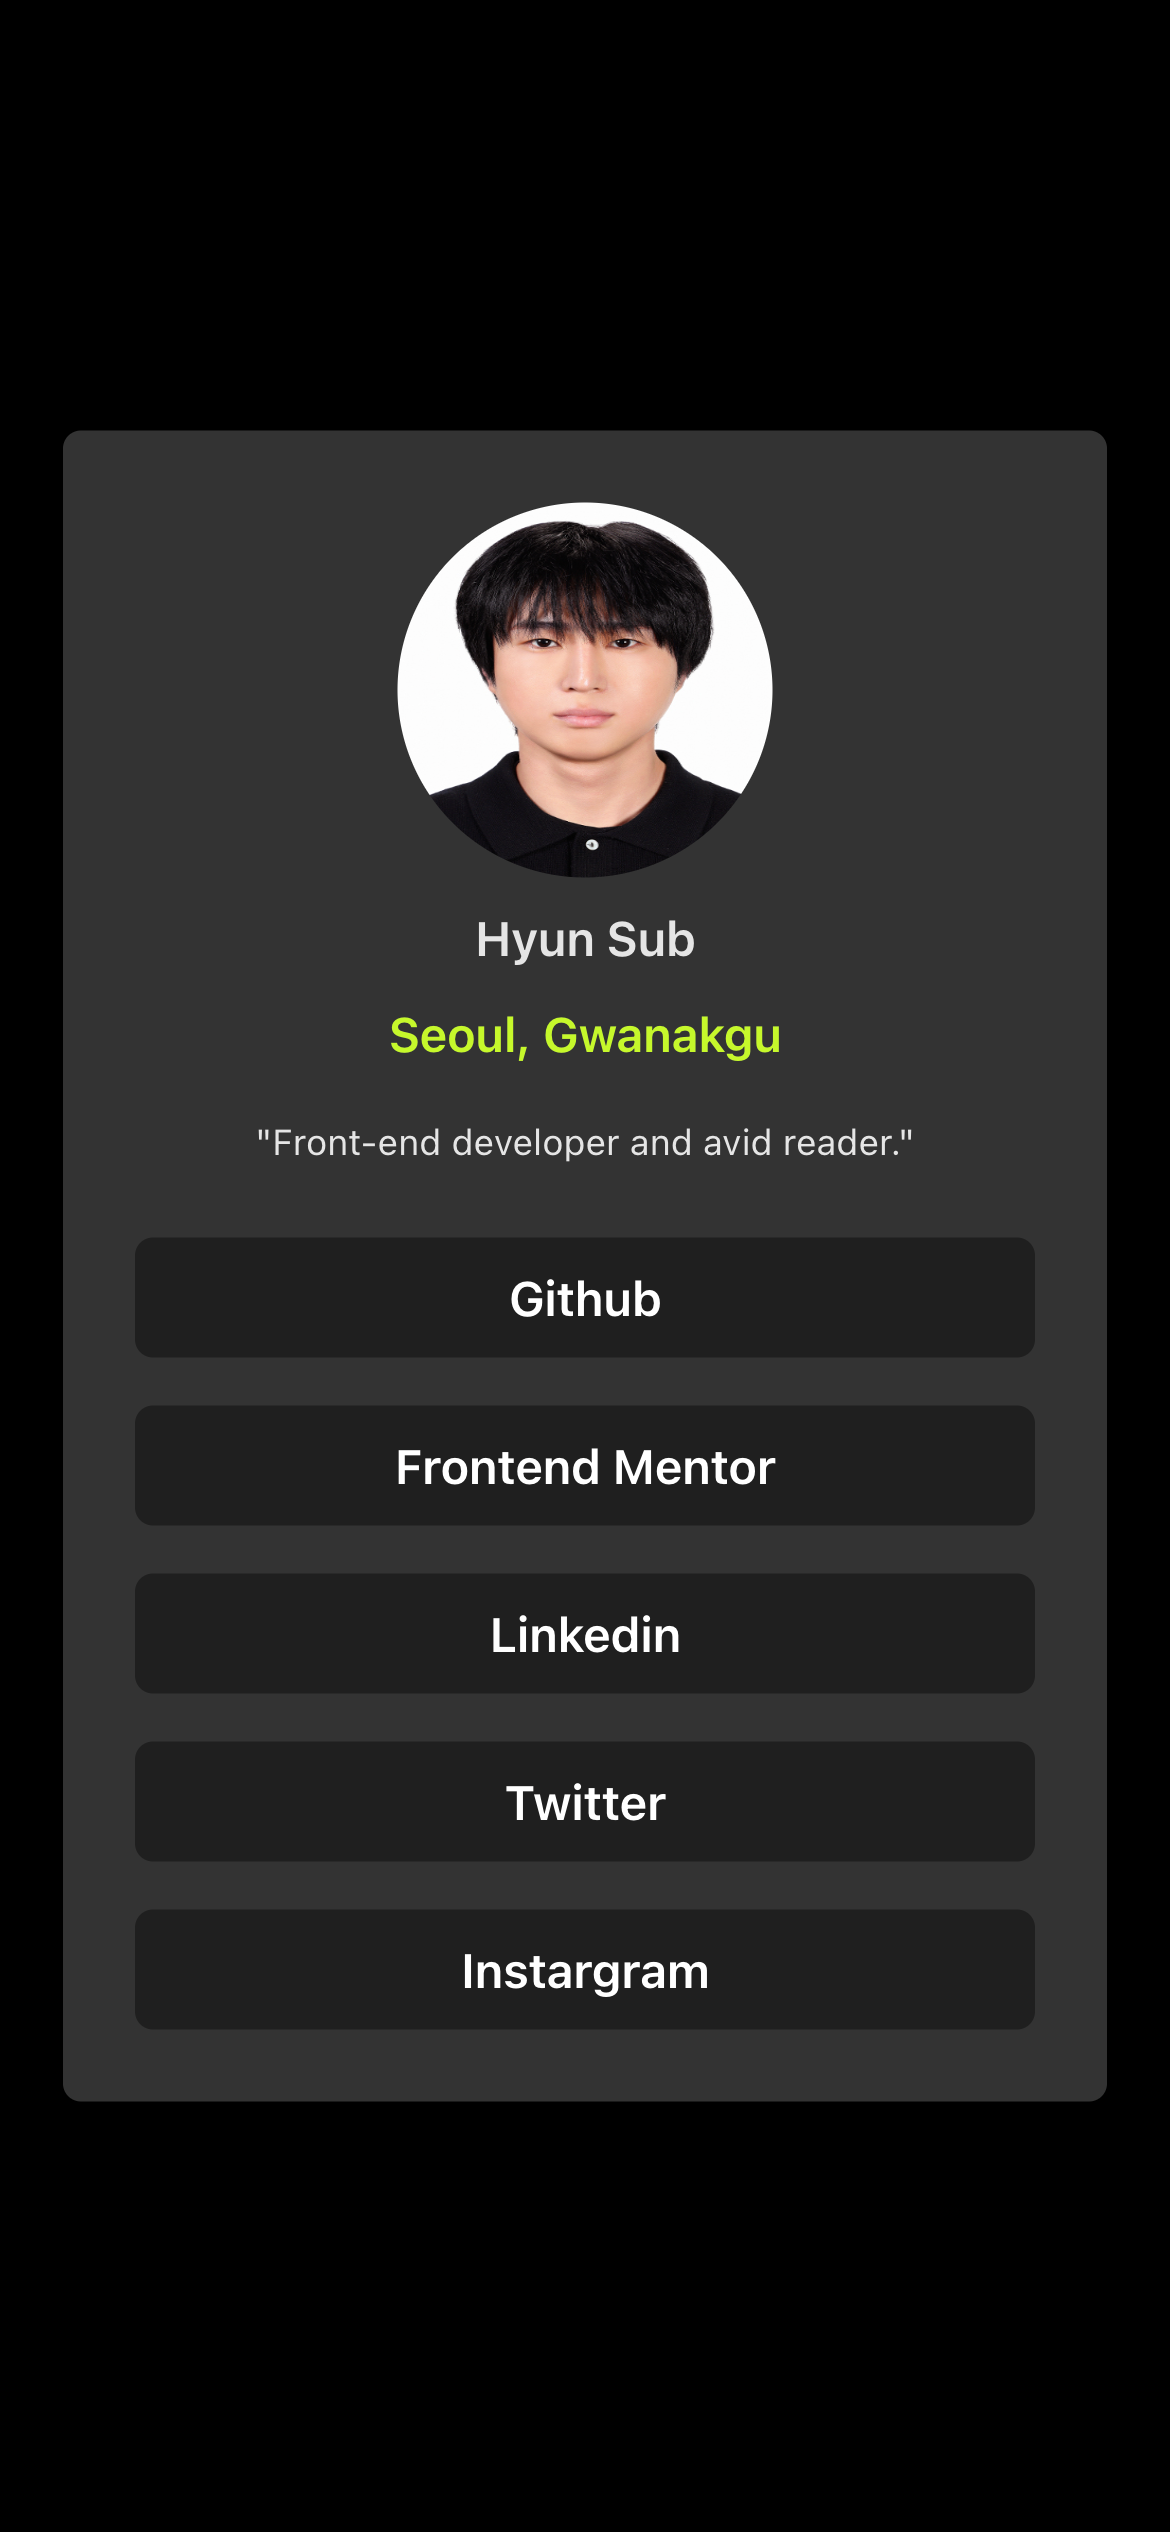 Hyun Sub
Seoul, Gwanakgu
"Front-end developer and avid reader."
Github
Frontend Mentor
Linkedin
Twitter
Instargram